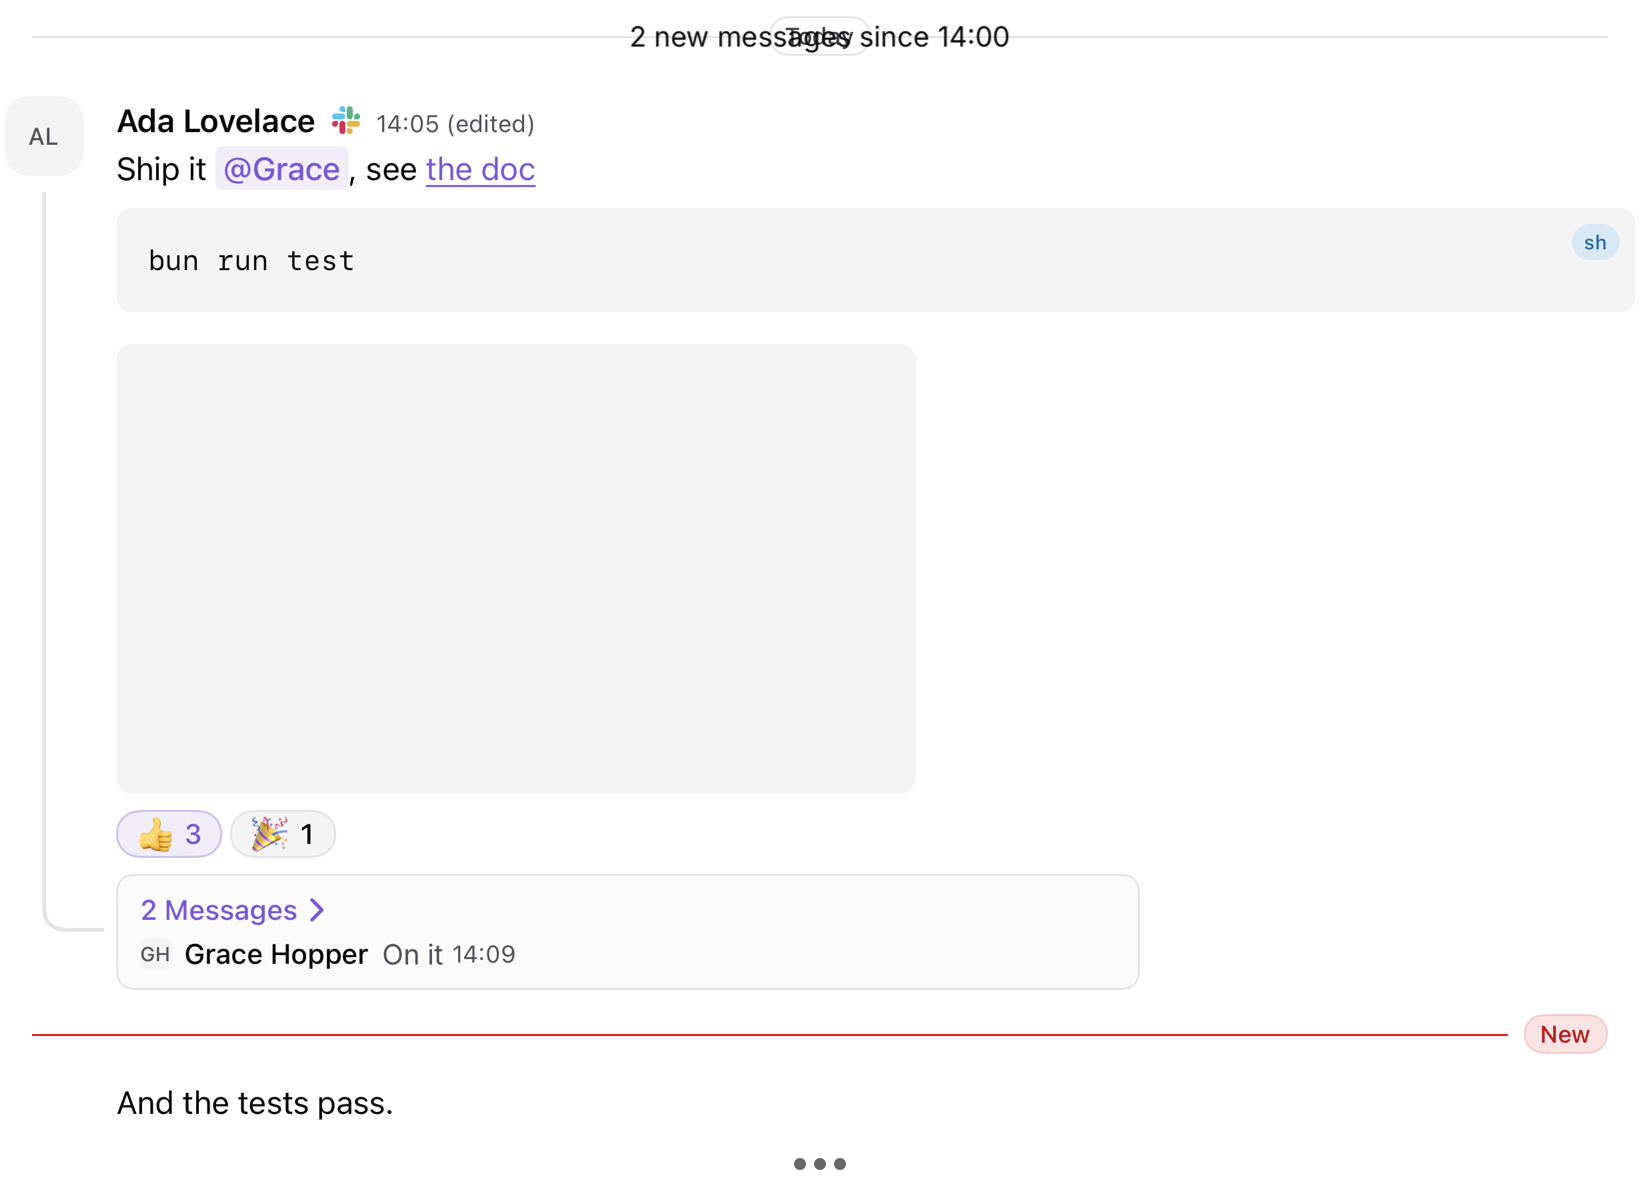 2 new messages since 14:00
Today
AL
Ada Lovelace 14:05 (edited)
Ship it @Grace, see the doc
sh
bun run test
👍 3 🎉 1
2 Messages
GH Grace Hopper On it 14:09
New
And the tests pass.